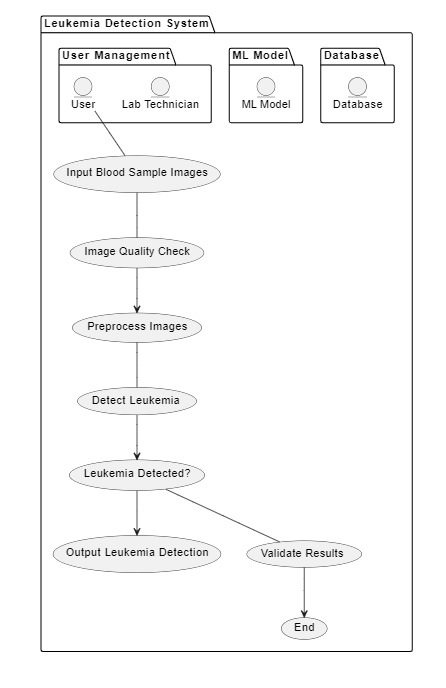 Leukemia Detection System
User Management
ML Model
Database
User
Lab Technician
ML Model
Database
Input Blood Sample Images
Image Quality Check
Preprocess Images
Detect Leukemia
Leukemia Detected?
Output Leukemia Detection
Validate Results
End